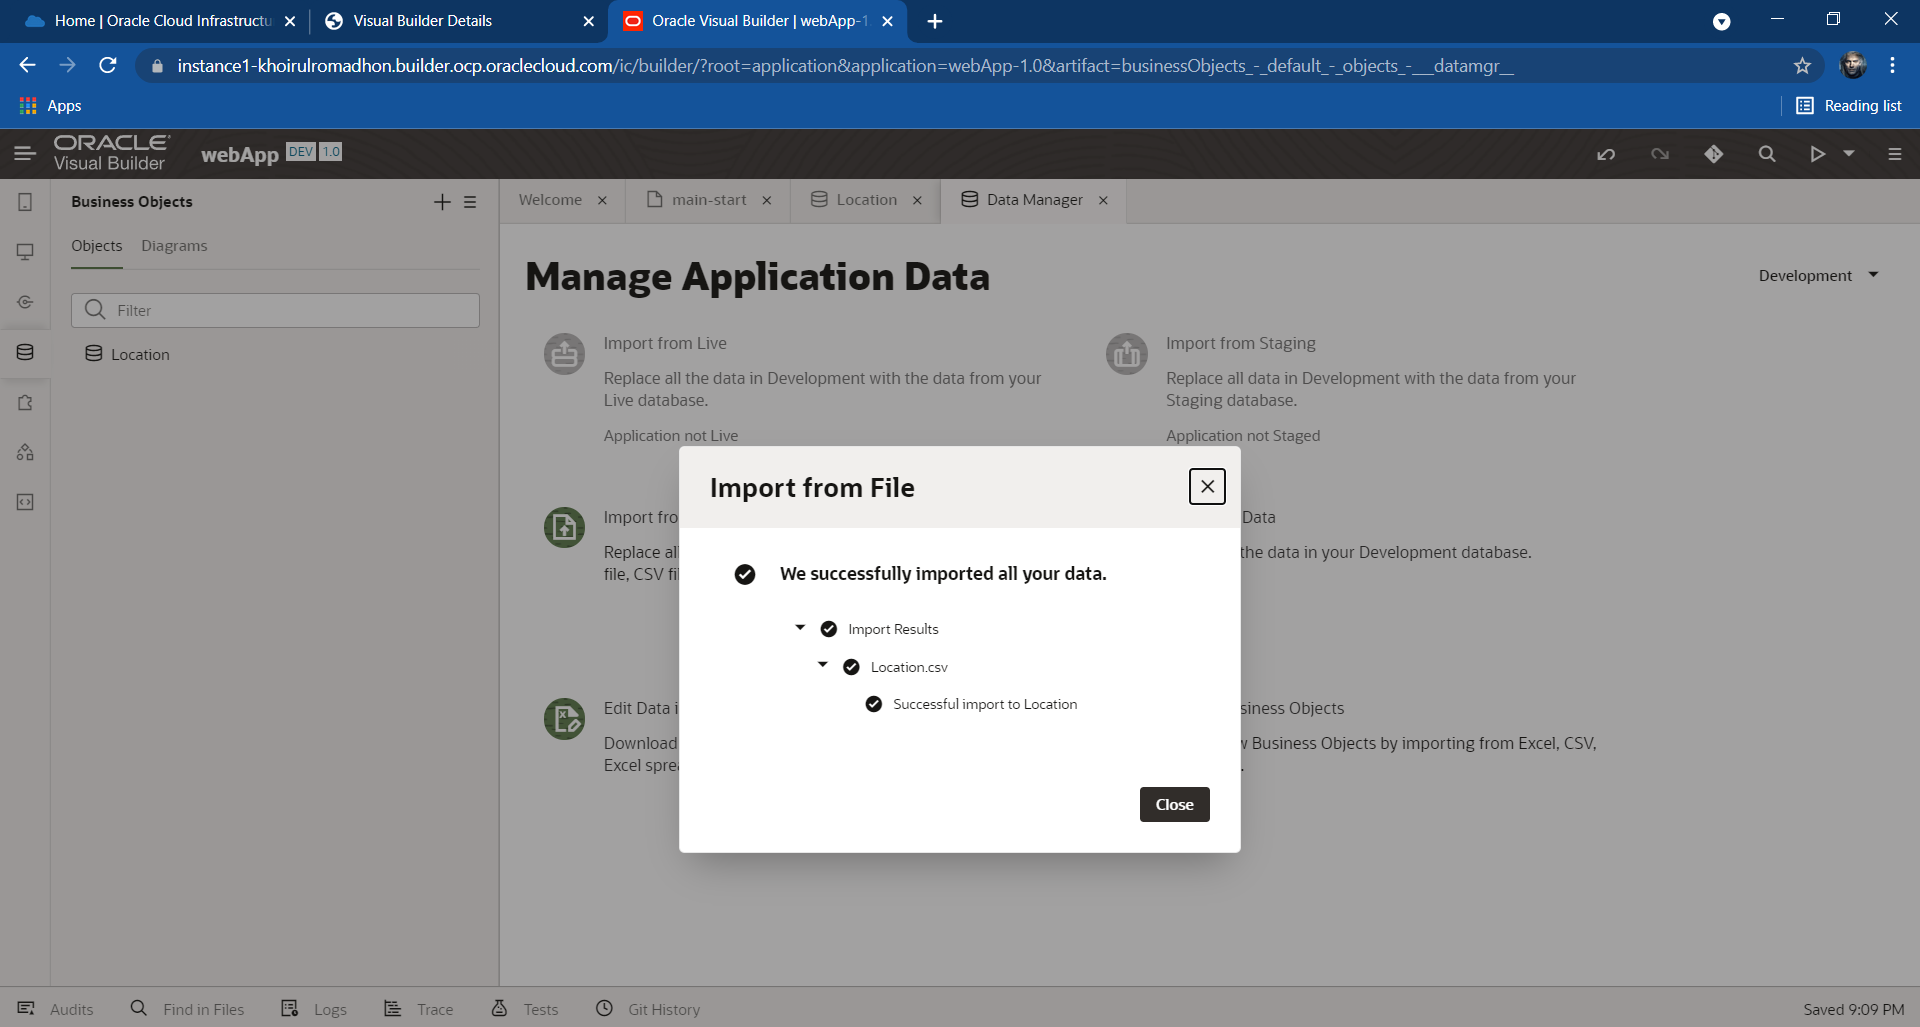 Home | Oracle Cloud Infrastructu
Visual Builder Details
Oracle Visual Builder | webApp-1.
instance1-khoirulromadhon.builder.ocp.oraclecloud.com/ic/builder/?root=application&application=webApp-1.0&artifact=businessObjects_-_default_-_objects_-___datamgr__
Apps
Reading list
ORACLE
Visual Builder
webApp DEV 1.0
Business Objects
Objects Diagrams
Filter
Location
Welcome
main-start
Location
Data Manager
Manage Application Data
Development
Import from Live
Replace all the data in Development with the data from your
Live database.
Application not Live
Import from Staging
Replace all data in Development with the data from your
Staging database.
Application not Staged
Import fro
Replace al
file, CSV fi
Data
the data in your Development database.
Edit Data i
Download
Excel sprea
siness Objects
Business Objects by importing from Excel, CSV,
Import from File
We successfully imported all your data.
Import Results
Location.csv
Successful import to Location
Close
Audits
Find in Files
Logs
Trace
Tests
Git History
Saved 9:09 PM